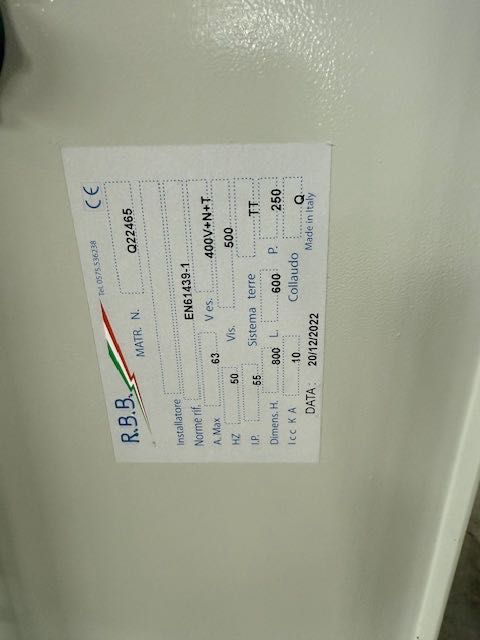 R.B.B.
Tel. 0575.536238
CE
MATR. N. Q22465
Installatore
Norme rif. EN61439-1
A. Max 63 V es. 400V+N+T
HZ 50 Vis. 500
I.P. 55 Sistema terre TT
Dimens. H. 800 L. 600 P. 250
I c c K A 10 Collaudo Q
DATA : 20/12/2022 Made in Italy